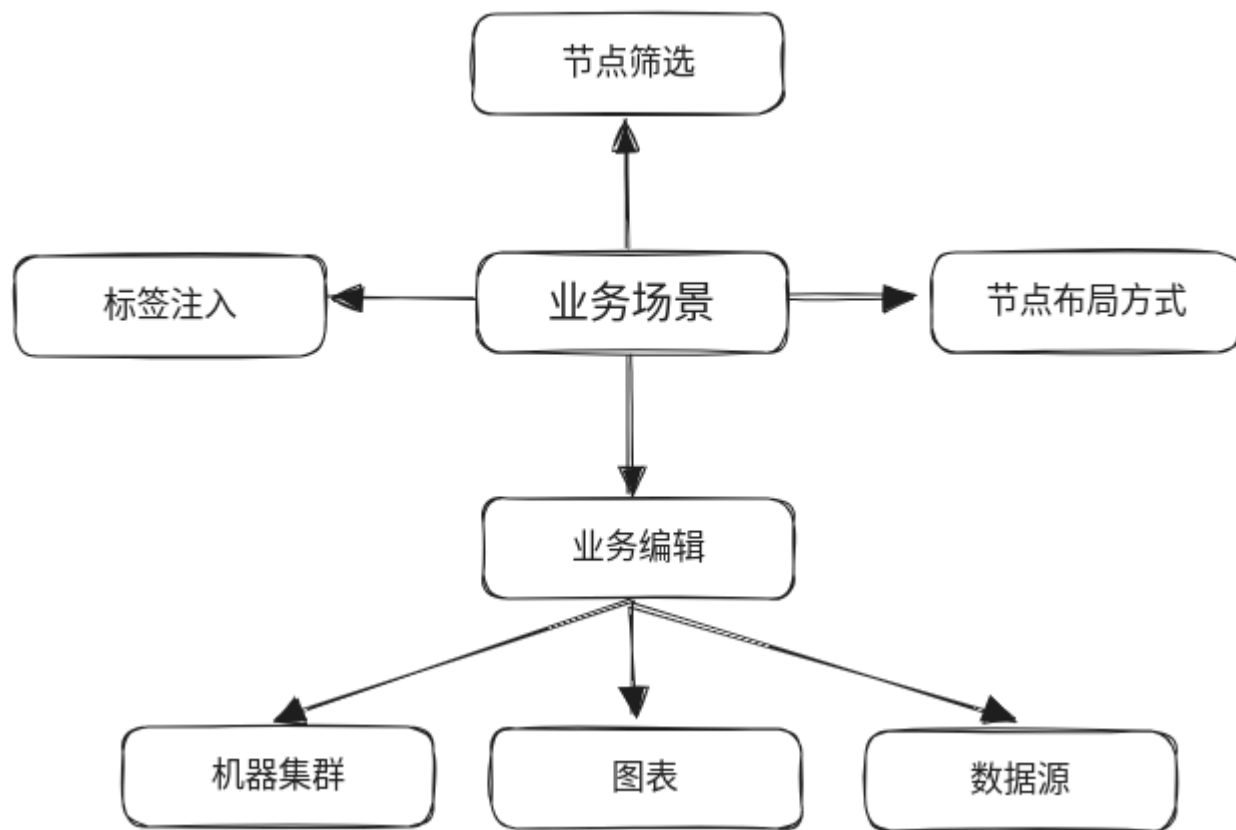 节点筛选
标签注入
业务场景
节点布局方式
业务编辑
机器集群
图表
数据源